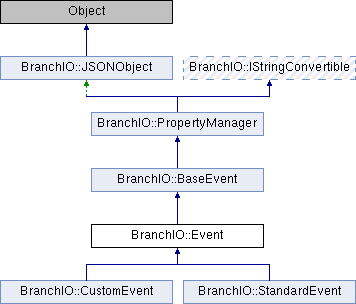 Object
BranchIO::JSONObject
BranchIO::IStringConvertible
BranchIO::PropertyManager
BranchIO::BaseEvent
BranchIO::Event
BranchIO::CustomEvent
BranchIO::StandardEvent